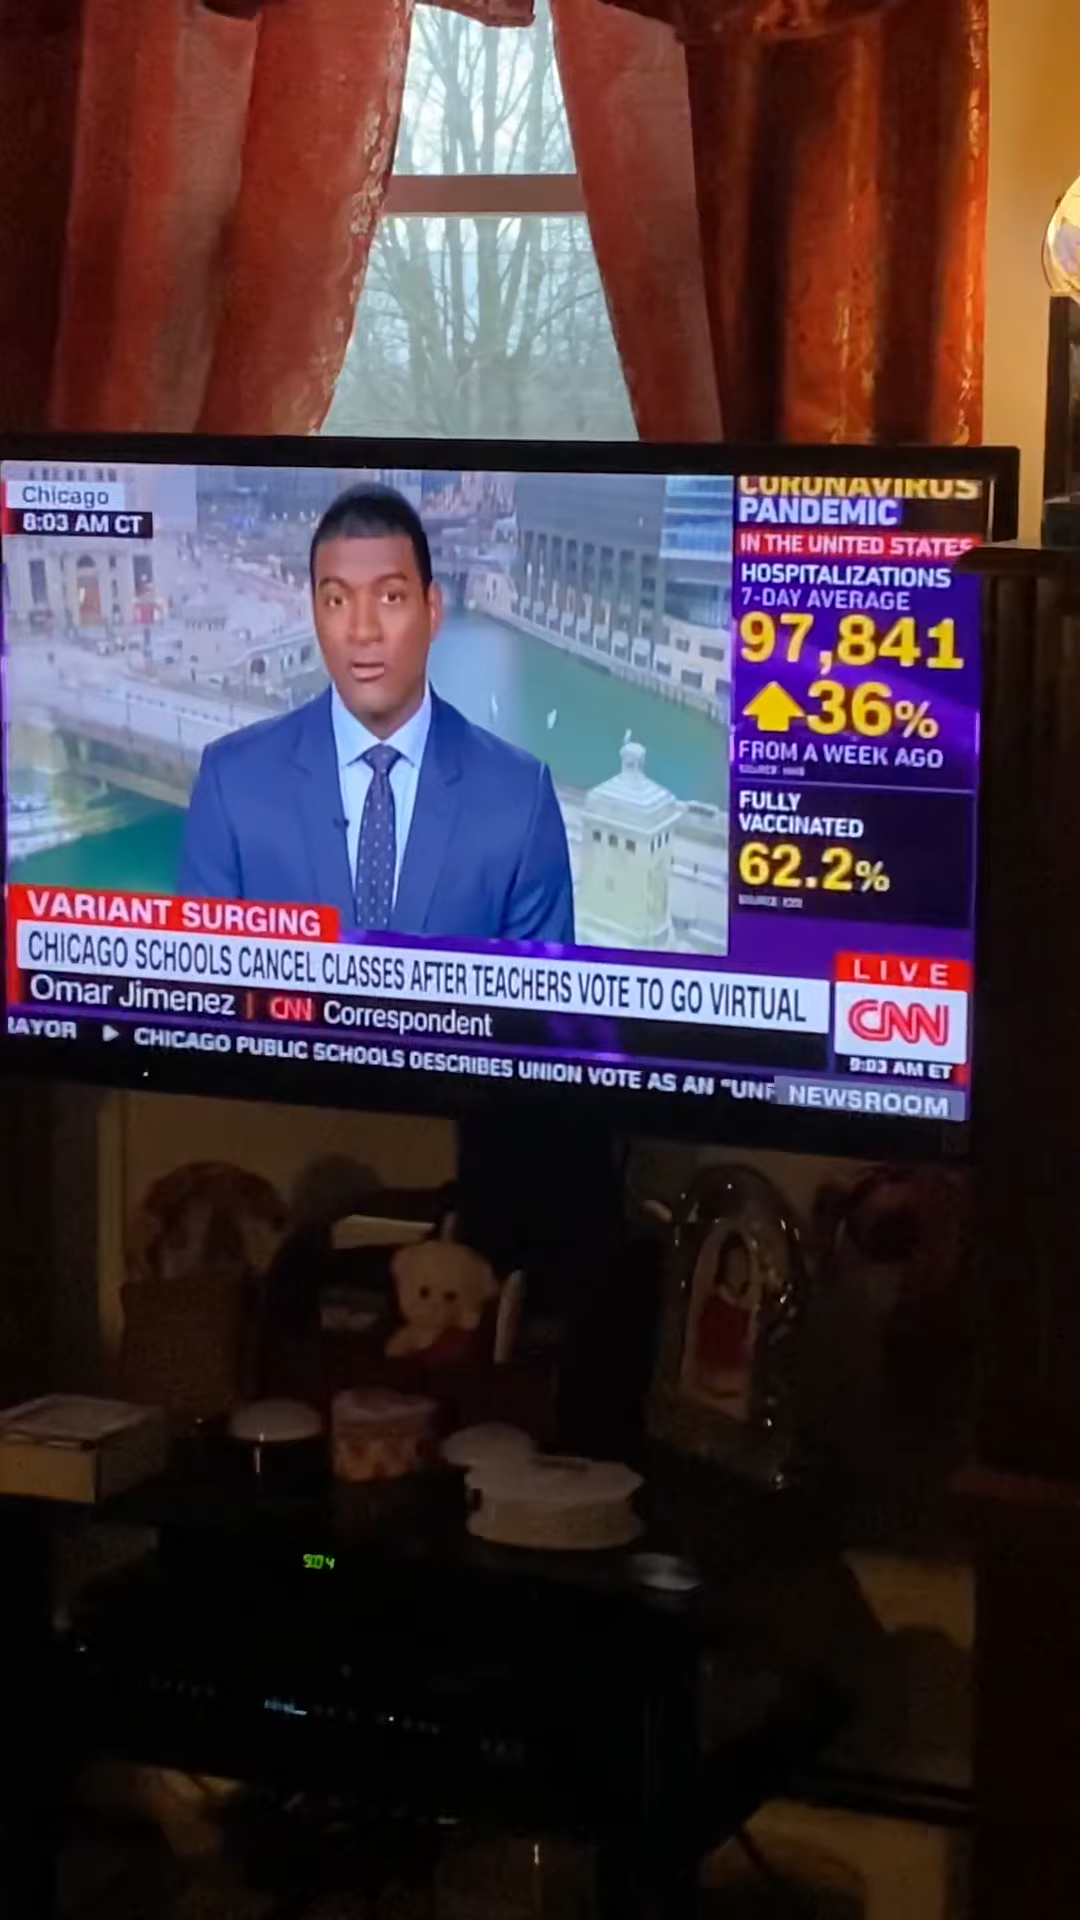 Chicago
8:03 AM CT
CORONAVIRUS
PANDEMIC
IN THE UNITED STATES
HOSPITALIZATIONS
7-DAY AVERAGE
97,841
36%
FROM A WEEK AGO
FULLY
VACCINATED
62.2%
VARIANT SURGING
CHICAGO SCHOOLS CANCEL CLASSES AFTER TEACHERS VOTE TO GO VIRTUAL
Omar Jimenez | CNN Correspondent
LIVE
CNN
9:03 AM ET
AYOR ▶ CHICAGO PUBLIC SCHOOLS DESCRIBES UNION VOTE AS AN "UNF
NEWSROOM
9:04